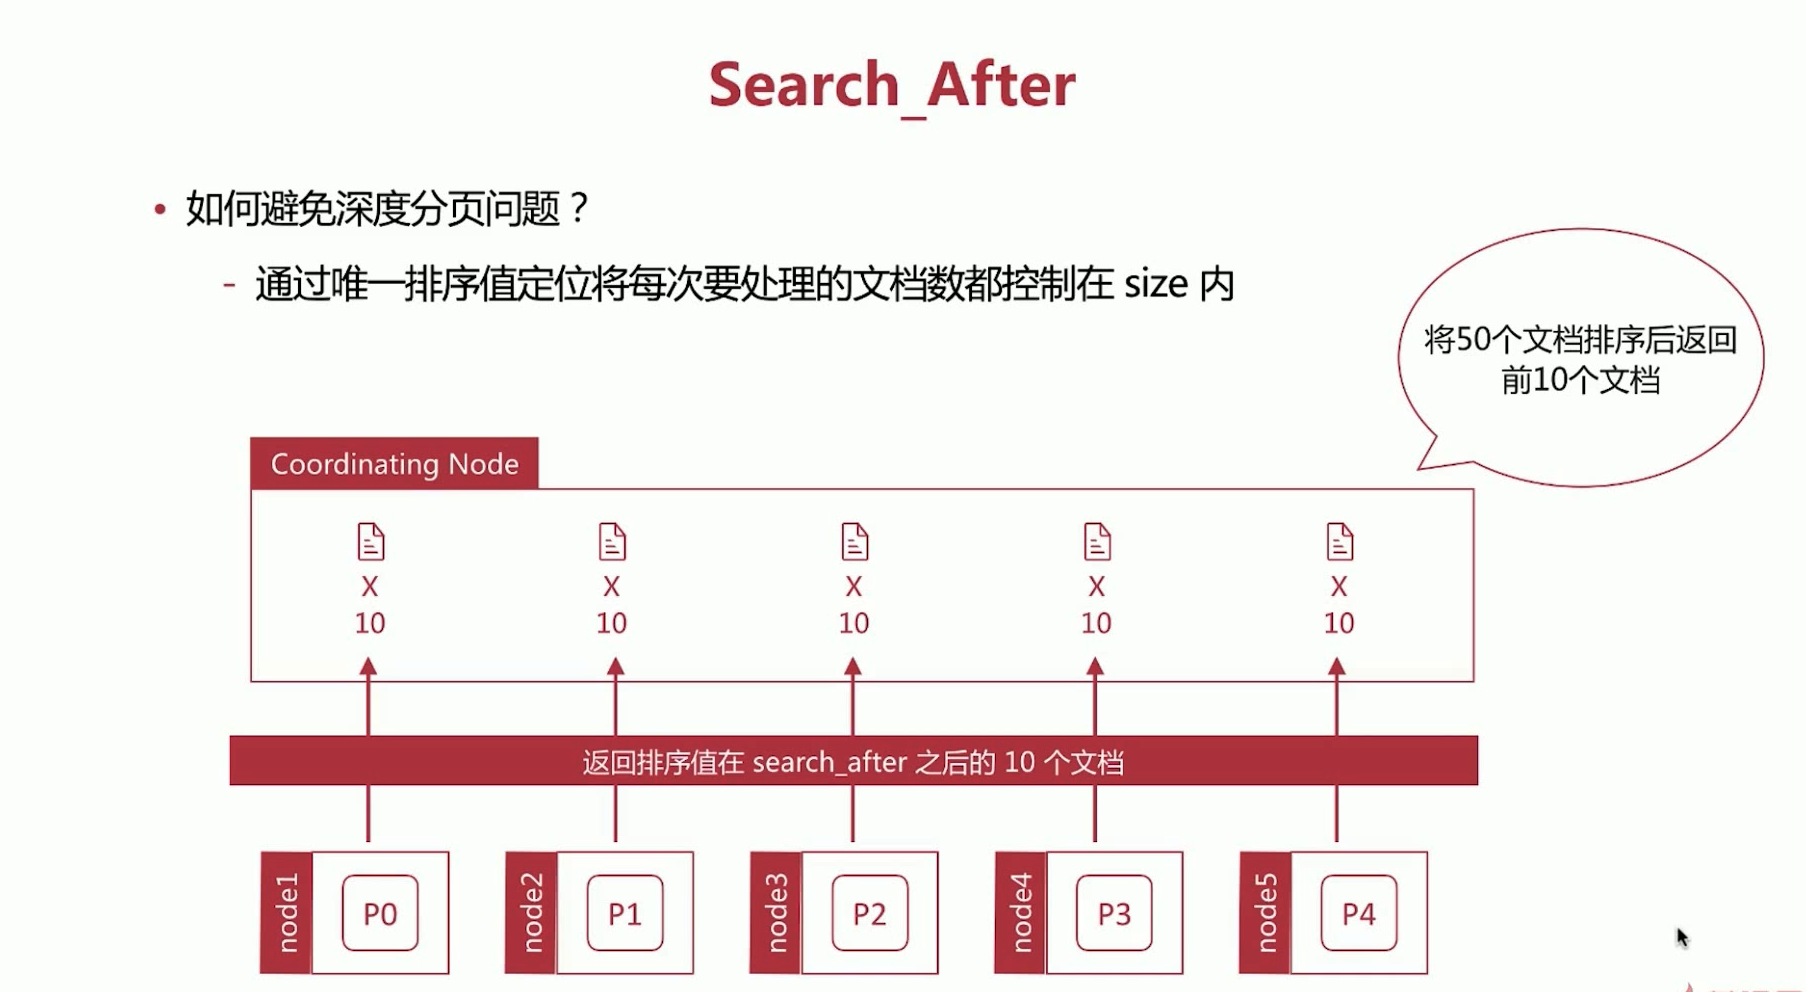 Search_After
• 如何避免深度分页问题？
- 通过唯一排序值定位将每次要处理的文档数都控制在 size 内
将50个文档排序后返回
前10个文档
Coordinating Node
X X X X X
10 10 10 10 10
返回排序值在 search_after 之后的 10 个文档
node1 P0 node2 P1 node3 P2 node4 P3 node5 P4